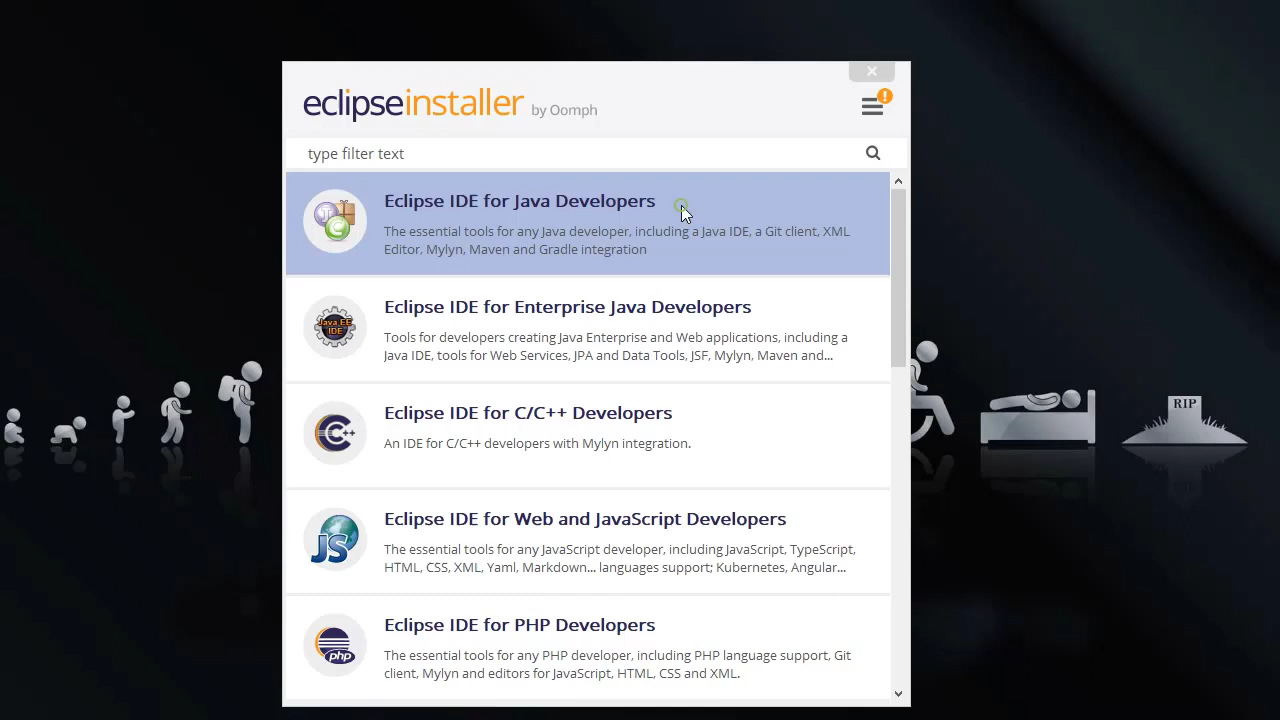 eclipseinstaller by Oomph
!
type filter text
Eclipse IDE for Java Developers
The essential tools for any Java developer, including a Java IDE, a Git client, XML
Editor, Mylyn, Maven and Gradle integration
Java EE
IDE
Eclipse IDE for Enterprise Java Developers
Tools for developers creating Java Enterprise and Web applications, including a
Java IDE, tools for Web Services, JPA and Data Tools, JSF, Mylyn, Maven and...
C++
Eclipse IDE for C/C++ Developers
An IDE for C/C++ developers with Mylyn integration.
JS
Eclipse IDE for Web and JavaScript Developers
The essential tools for any JavaScript developer, including JavaScript, TypeScript,
HTML, CSS, XML, Yaml, Markdown... languages support; Kubernetes, Angular...
php
Eclipse IDE for PHP Developers
The essential tools for any PHP developer, including PHP language support, Git
client, Mylyn and editors for JavaScript, HTML, CSS and XML.
RIP